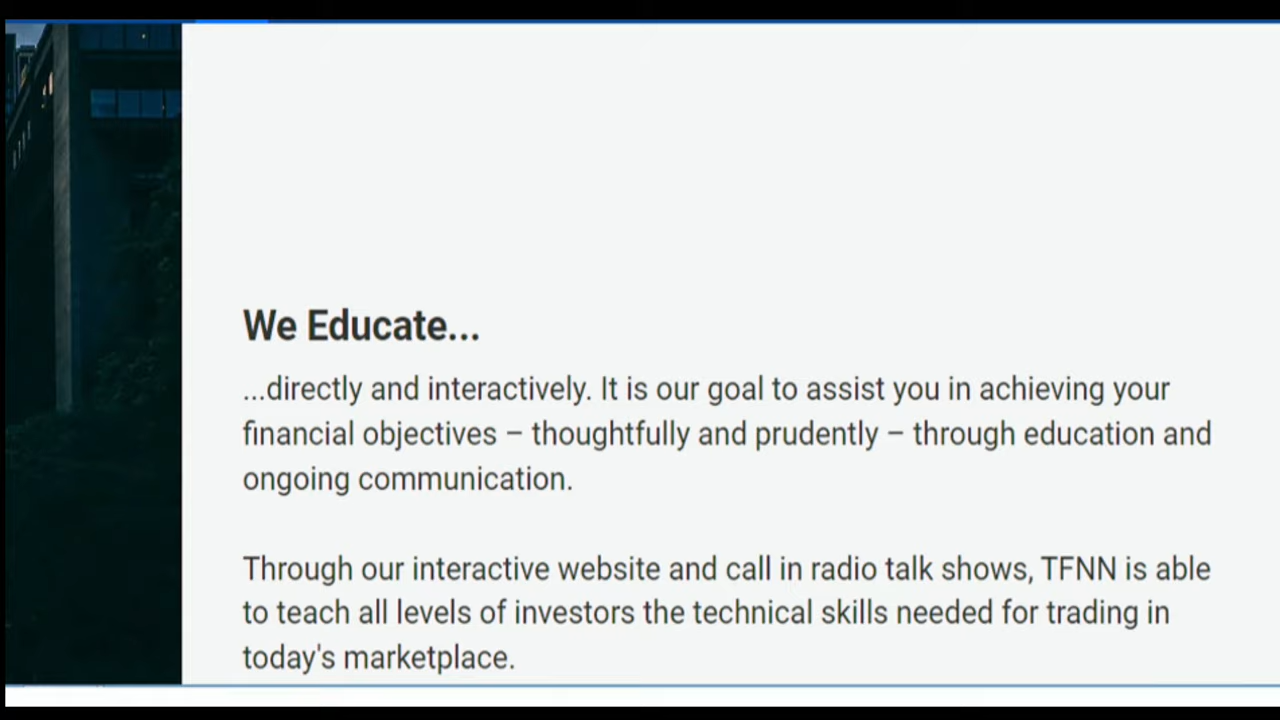 We Educate...
...directly and interactively. It is our goal to assist you in achieving your
financial objectives – thoughtfully and prudently – through education and
ongoing communication.
Through our interactive website and call in radio talk shows, TFNN is able
to teach all levels of investors the technical skills needed for trading in
today's marketplace.